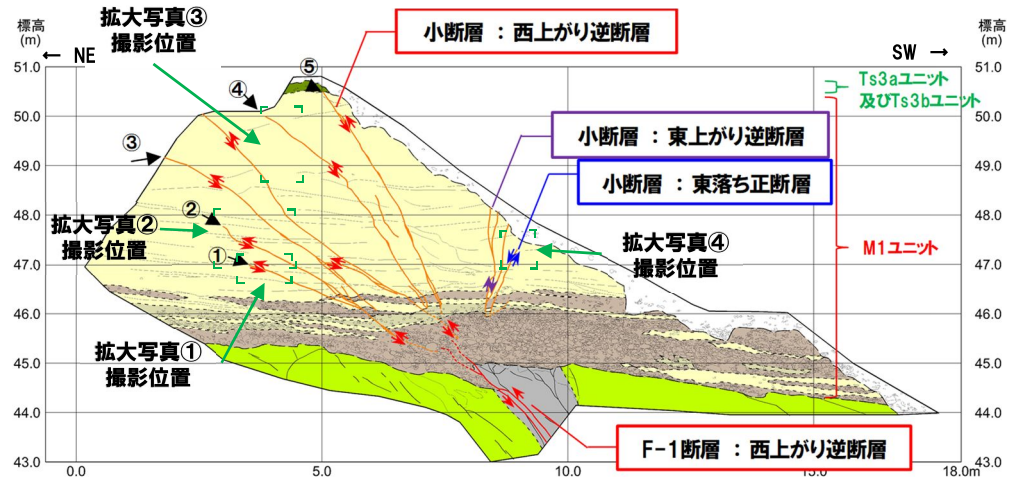 拡大写真③
撮影位置
小断層 ： 西上がり逆断層
標高
(m)
← NE
SW →
標高
(m)
51.0
50.0
49.0
48.0
47.0
46.0
45.0
44.0
43.0
51.0
50.0
49.0
48.0
47.0
46.0
45.0
44.0
43.0
Ts3aユニット
及びTs3bユニット
⑤
④
③
②
①
小断層 ： 東上がり逆断層
小断層 ： 東落ち正断層
拡大写真②
撮影位置
拡大写真④
撮影位置
M1ユニット
拡大写真①
撮影位置
F-1断層 ： 西上がり逆断層
0.0
5.0
10.0
15.0
18.0m